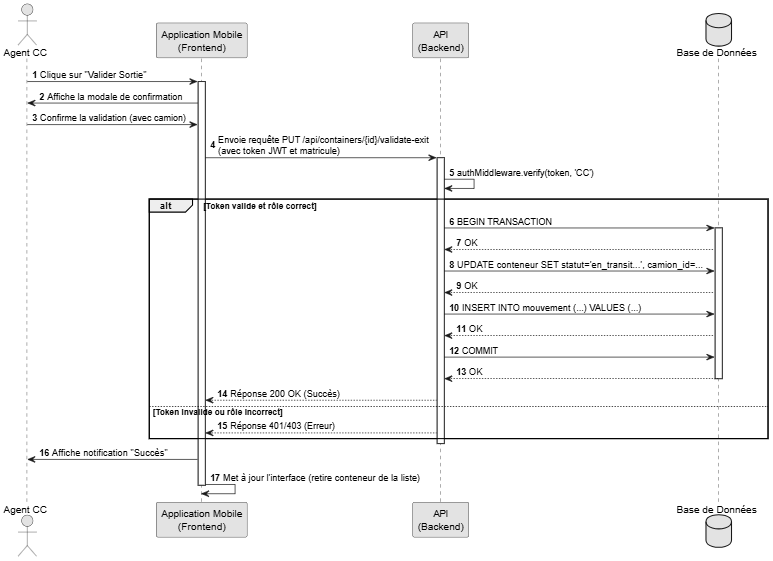 Agent CC
Application Mobile
(Frontend)
API
(Backend)
Base de Données
1 Clique sur "Valider Sortie"
2 Affiche la modale de confirmation
3 Confirme la validation (avec camion)
4 Envoie requête PUT /api/containers/{id}/validate-exit
(avec token JWT et matricule)
5 authMiddleware.verify(token, 'CC')
alt [Token valide et rôle correct]
6 BEGIN TRANSACTION
7 OK
8 UPDATE conteneur SET statut='en_transit...', camion_id=...
9 OK
10 INSERT INTO mouvement (...) VALUES (...)
11 OK
12 COMMIT
13 OK
14 Réponse 200 OK (Succès)
[Token invalide ou rôle incorrect]
15 Réponse 401/403 (Erreur)
16 Affiche notification "Succès"
17 Met à jour l'interface (retire conteneur de la liste)
Agent CC
Application Mobile
(Frontend)
API
(Backend)
Base de Données